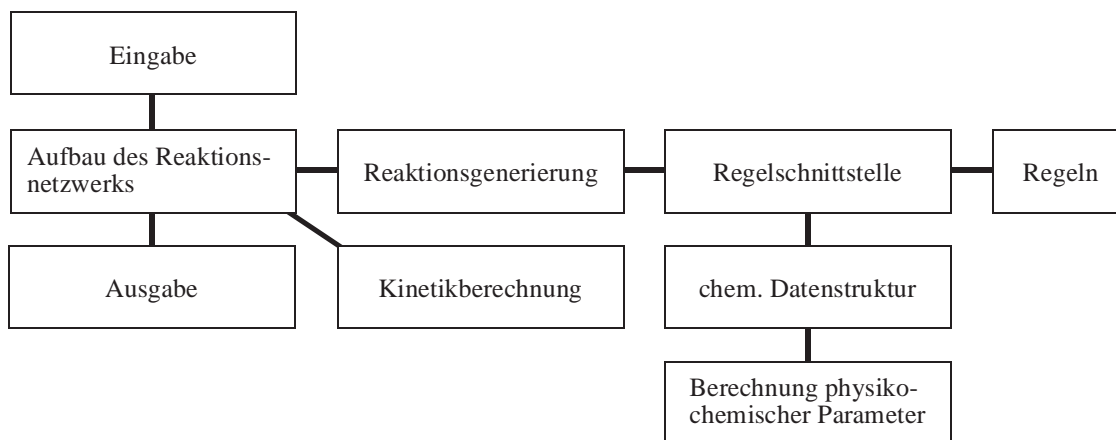 Eingabe
Aufbau des Reaktions-
netzwerks
Reaktionsgenerierung
Regelschnittstelle
Regeln
Ausgabe
Kinetikberechnung
chem. Datenstruktur
Berechnung physiko-
chemischer Parameter